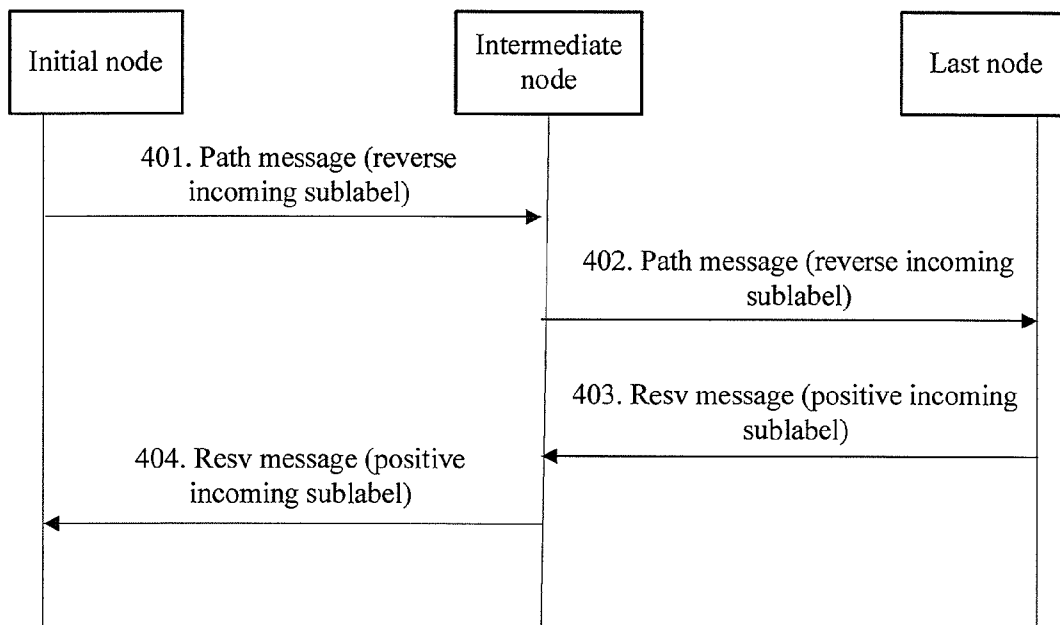 Initial node
Intermediate
node
Last node
401. Path message (reverse
incoming sublabel)
402. Path message (reverse incoming
sublabel)
403. Resv message (positive incoming
sublabel)
404. Resv message (positive
incoming sublabel)